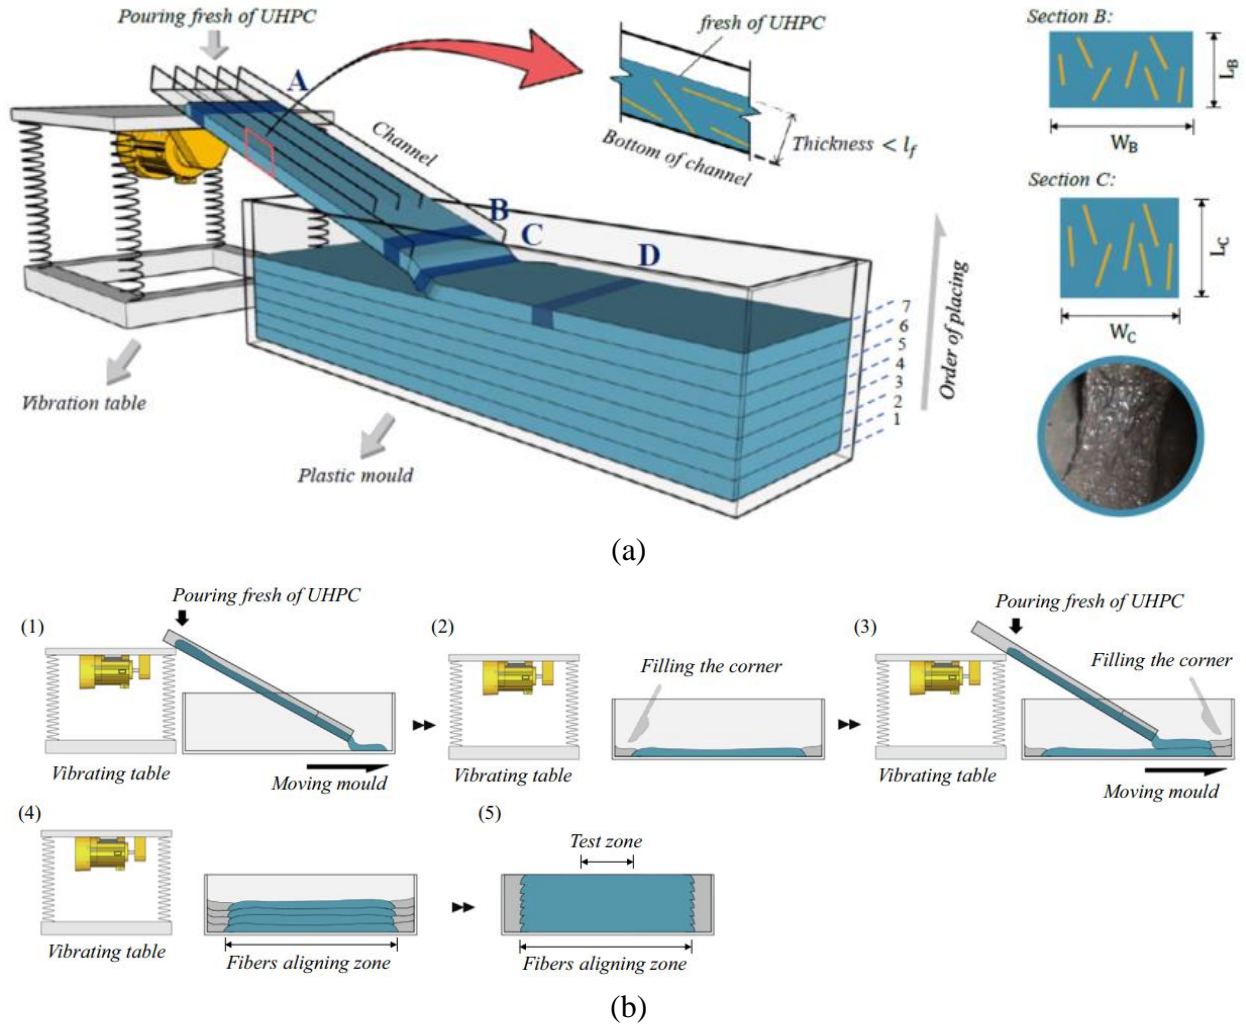 Pouring fresh of UHPC
A
Channel
B
C
D
fresh of UHPC
Bottom of channel
Thickness < lf
Section B:
LB
WB
Section C:
LC
WC
7
6
5
4
3
2
1
Order of placing
Vibration table
Plastic mould
(a)
Pouring fresh of UHPC
(1)
Vibrating table
Moving mould
(2)
Filling the corner
Vibrating table
(3)
Pouring fresh of UHPC
Filling the corner
Vibrating table
Moving mould
(4)
Vibrating table
Fibers aligning zone
(5)
Test zone
Fibers aligning zone
(b)